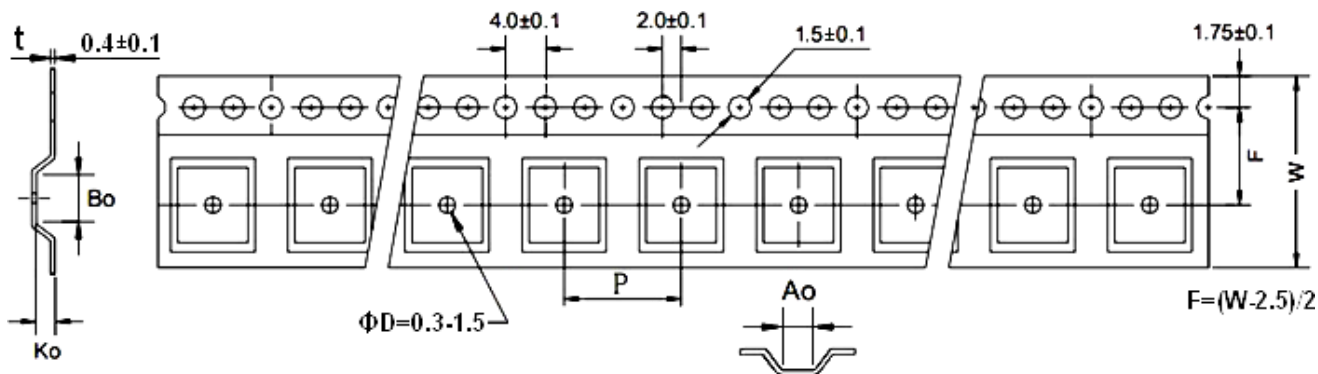 4.0±0.1
2.0±0.1
1.5±0.1
1.75±0.1
t
0.4±0.1
Bo
F
W
P
Ao
F=(W-2.5)/2
ΦD=0.3-1.5
Ko